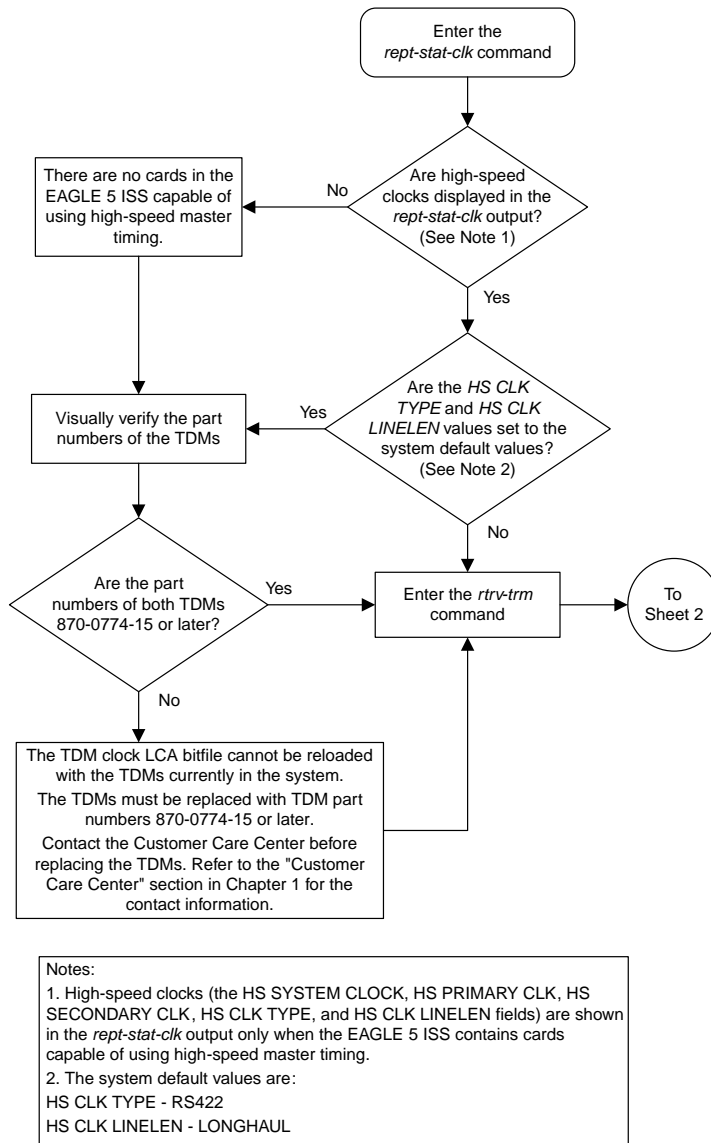 Enter the
rept-stat-clk command
Are high-speed
clocks displayed in the
rept-stat-clk output?
(See Note 1)
No
Yes
There are no cards in the
EAGLE 5 ISS capable of
using high-speed master
timing.
Are the HS CLK
TYPE and HS CLK
LINELEN values set to the
system default values?
(See Note 2)
Yes
No
Visually verify the part
numbers of the TDMs
Are the part
numbers of both TDMs
870-0774-15 or later?
Yes
No
Enter the rtrv-trm
command
To
Sheet 2
The TDM clock LCA bitfile cannot be reloaded
with the TDMs currently in the system.
The TDMs must be replaced with TDM part
numbers 870-0774-15 or later.
Contact the Customer Care Center before
replacing the TDMs. Refer to the "Customer
Care Center" section in Chapter 1 for the
contact information.
Notes:
1. High-speed clocks (the HS SYSTEM CLOCK, HS PRIMARY CLK, HS
SECONDARY CLK, HS CLK TYPE, and HS CLK LINELEN fields) are shown
in the rept-stat-clk output only when the EAGLE 5 ISS contains cards
capable of using high-speed master timing.
2. The system default values are:
HS CLK TYPE - RS422
HS CLK LINELEN - LONGHAUL